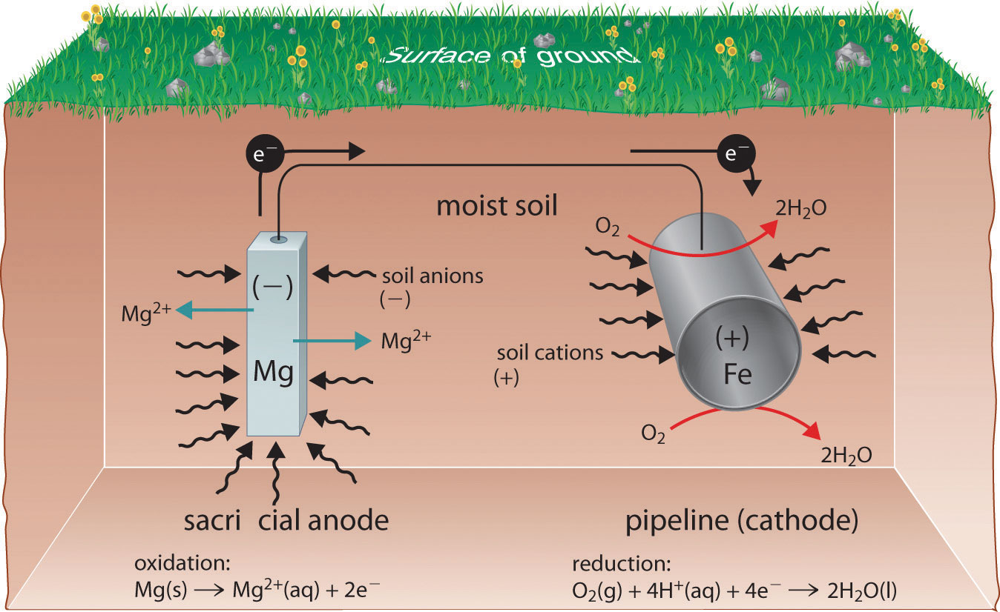 Surface of ground
e⁻
e⁻
moist soil
O₂
2H₂O
(−)
soil anions
(−)
Mg²⁺
Mg²⁺
Mg
soil cations
(+)
(+)
Fe
O₂
2H₂O
sacri cial anode
pipeline (cathode)
oxidation:
Mg(s) → Mg²⁺(aq) + 2e⁻
reduction:
O₂(g) + 4H⁺(aq) + 4e⁻ → 2H₂O(l)